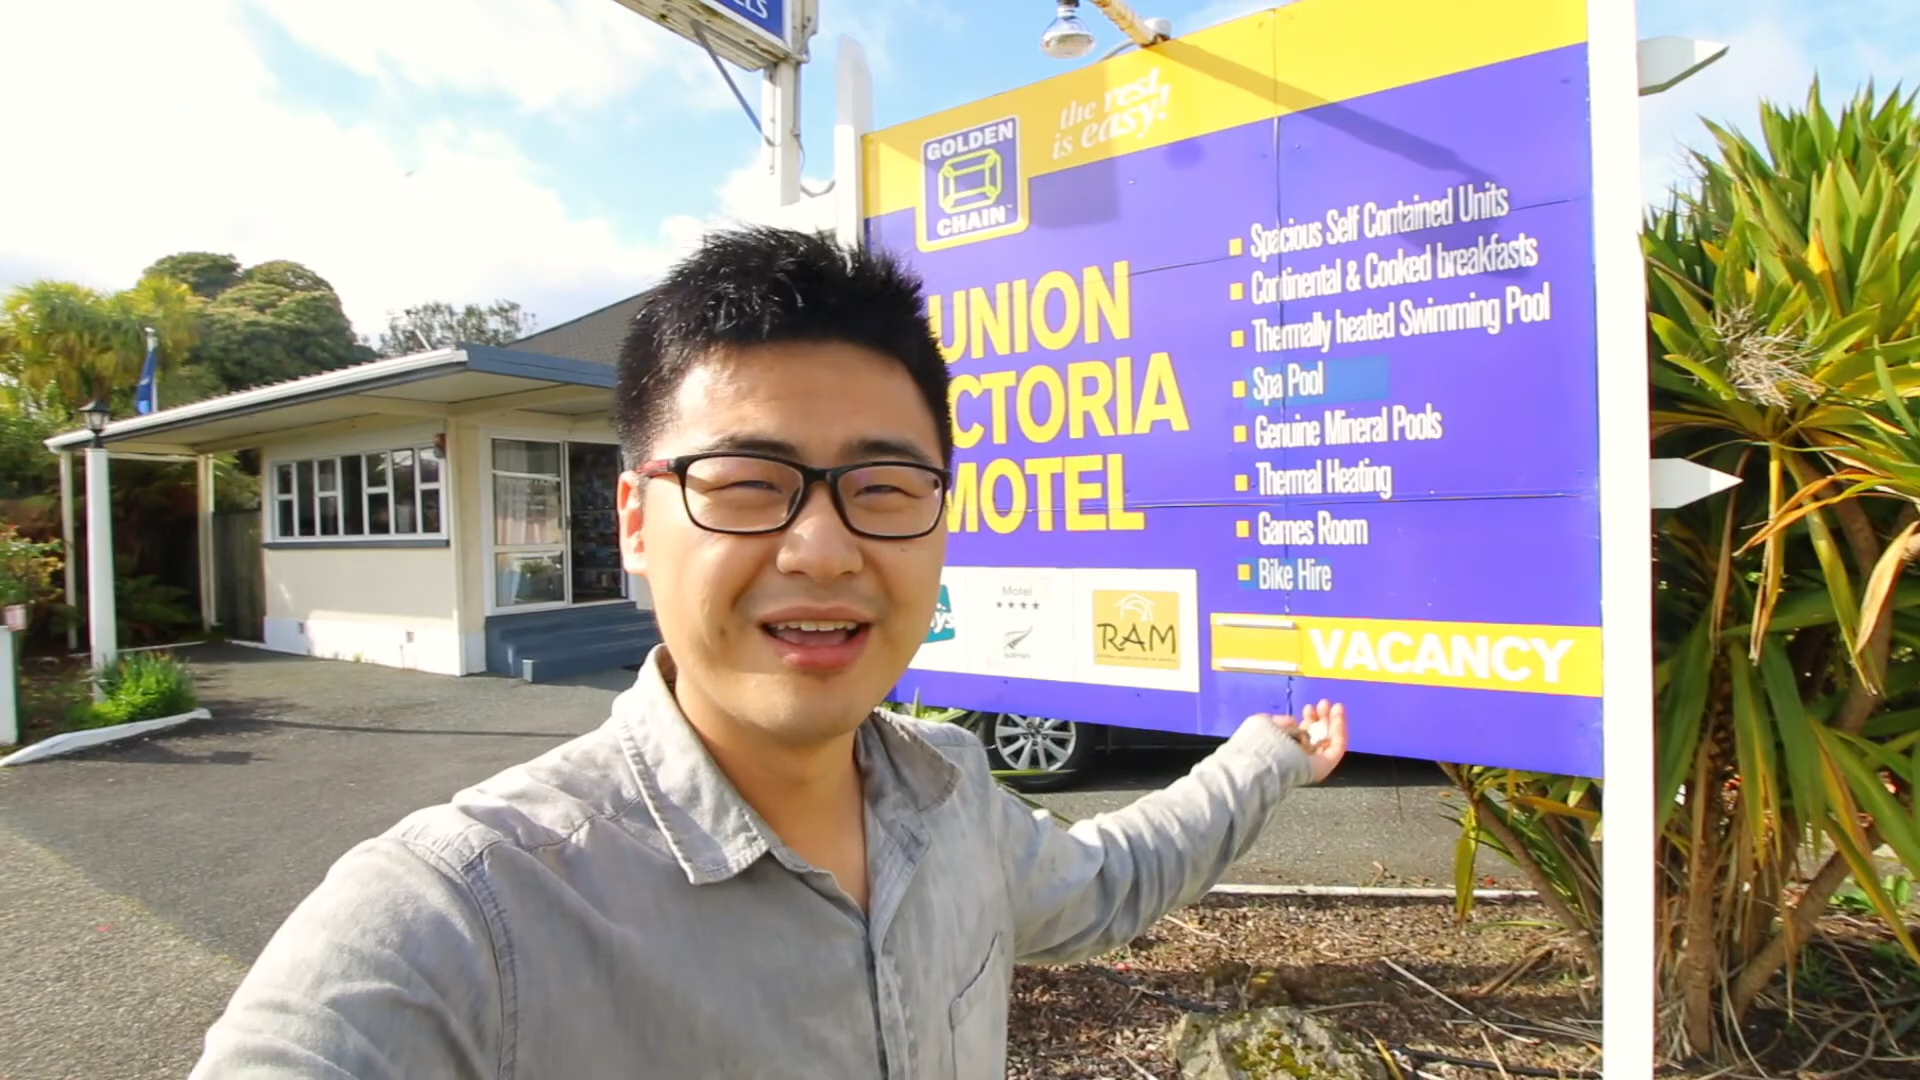 ELS
the rest
is easy!
GOLDEN
CHAIN
UNION
CTORIA
MOTEL
Spacious Self Contained Units
Continental & Cooked breakfasts
Thermally heated Swimming Pool
Spa Pool
Genuine Mineral Pools
Thermal Heating
Games Room
Bike Hire
Motel
RAM
VACANCY